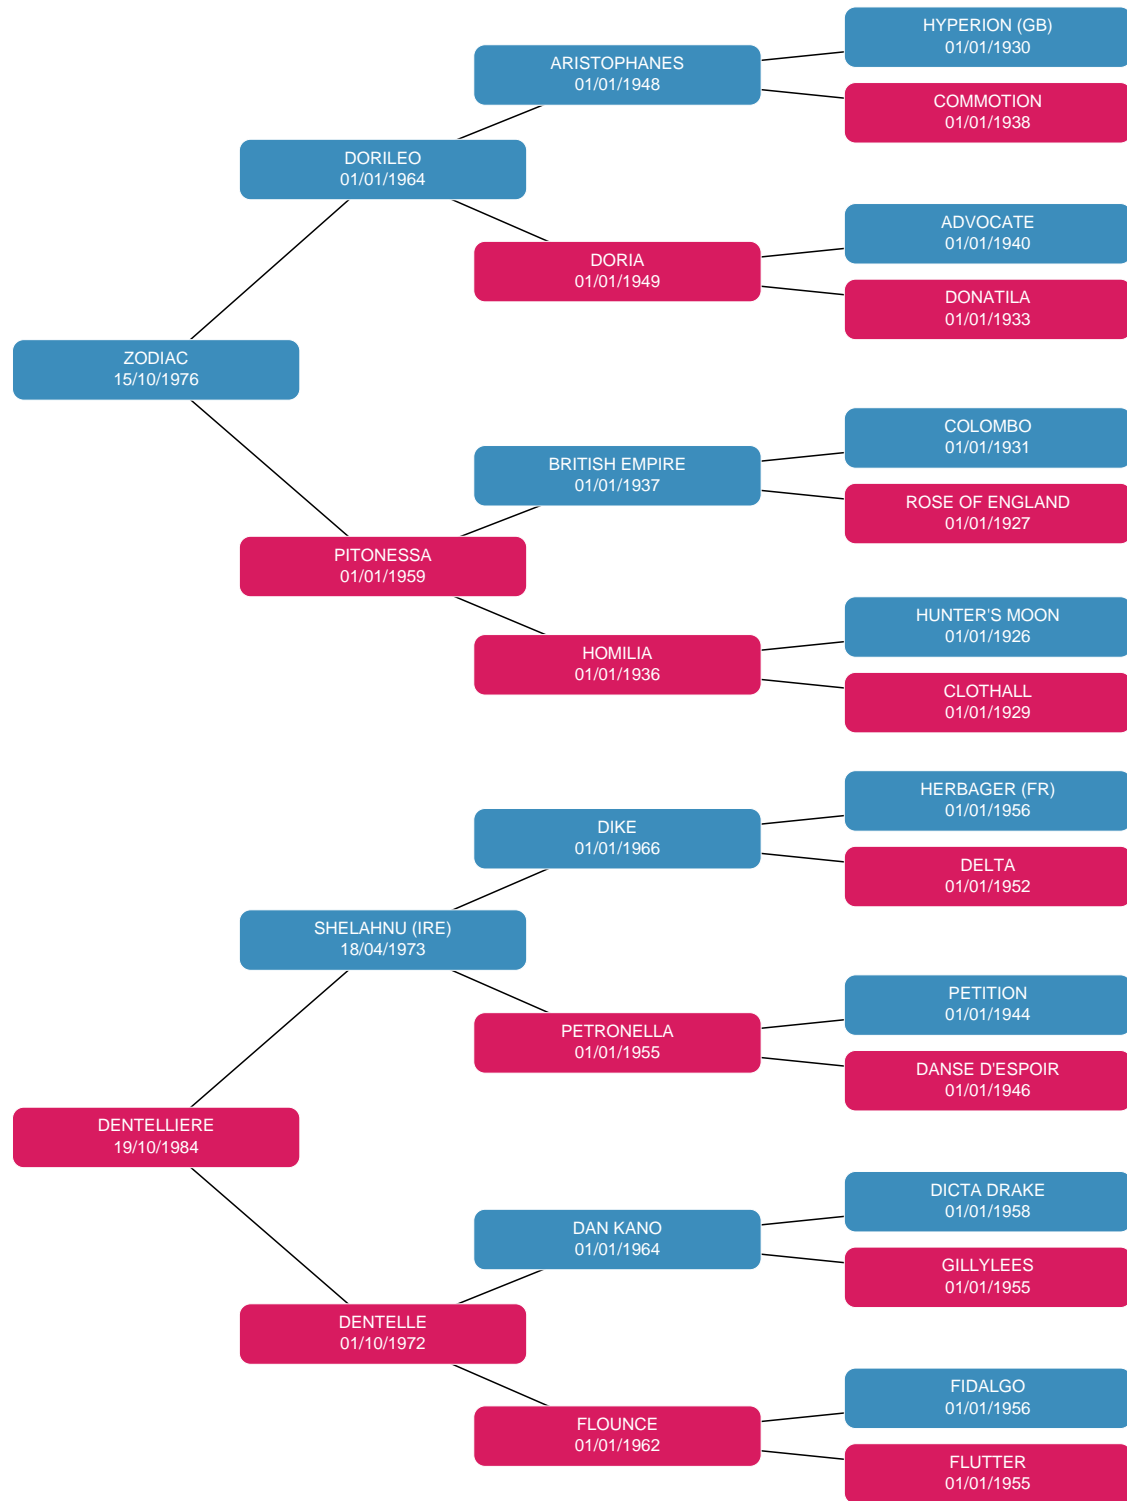 HYPERION (GB)
01/01/1930
ARISTOPHANES
01/01/1948
COMMOTION
01/01/1938
DORILEO
01/01/1964
ADVOCATE
01/01/1940
DORIA
01/01/1949
DONATILA
01/01/1933
ZODIAC
15/10/1976
COLOMBO
01/01/1931
BRITISH EMPIRE
01/01/1937
ROSE OF ENGLAND
01/01/1927
PITONESSA
01/01/1959
HUNTER'S MOON
01/01/1926
HOMILIA
01/01/1936
CLOTHALL
01/01/1929
HERBAGER (FR)
01/01/1956
DIKE
01/01/1966
DELTA
01/01/1952
SHELAHNU (IRE)
18/04/1973
PETITION
01/01/1944
PETRONELLA
01/01/1955
DANSE D'ESPOIR
01/01/1946
DENTELLIERE
19/10/1984
DICTA DRAKE
01/01/1958
DAN KANO
01/01/1964
GILLYLEES
01/01/1955
DENTELLE
01/10/1972
FIDALGO
01/01/1956
FLOUNCE
01/01/1962
FLUTTER
01/01/1955